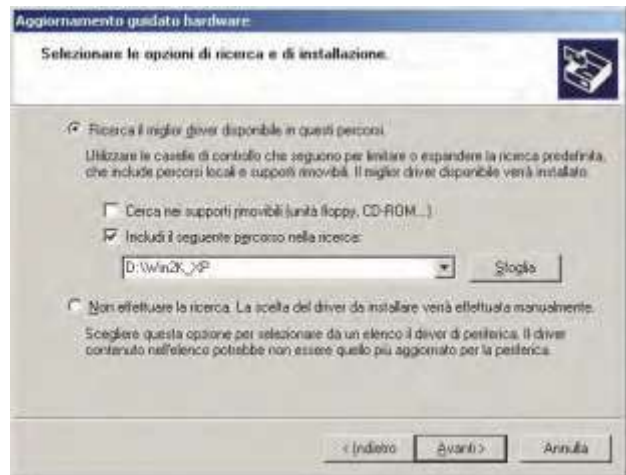 Aggiornamento guidato hardware
Selezionare le opzioni di ricerca e di installazione.
Ricerca il miglior driver disponibile in questi percorsi.
Utilizzare le caselle di controllo che seguono per limitare o espandere la ricerca predefinita,
che include percorsi locali e supporti rimovibili. Il miglior driver disponibile verrà installato.
Cerca nei supporti rimovibili (unità floppy, CD-ROM...)
Includi il seguente percorso nella ricerca:
D:\Win2K_XP
Sfoglia
Non effettuare la ricerca. La scelta del driver da installare verrà effettuata manualmente.
Scegliere questa opzione per selezionare da un elenco il driver di periferica. Il driver
contenuto nell'elenco potrebbe non essere quello più aggiornato per la periferica.
< Indietro
Avanti >
Annulla